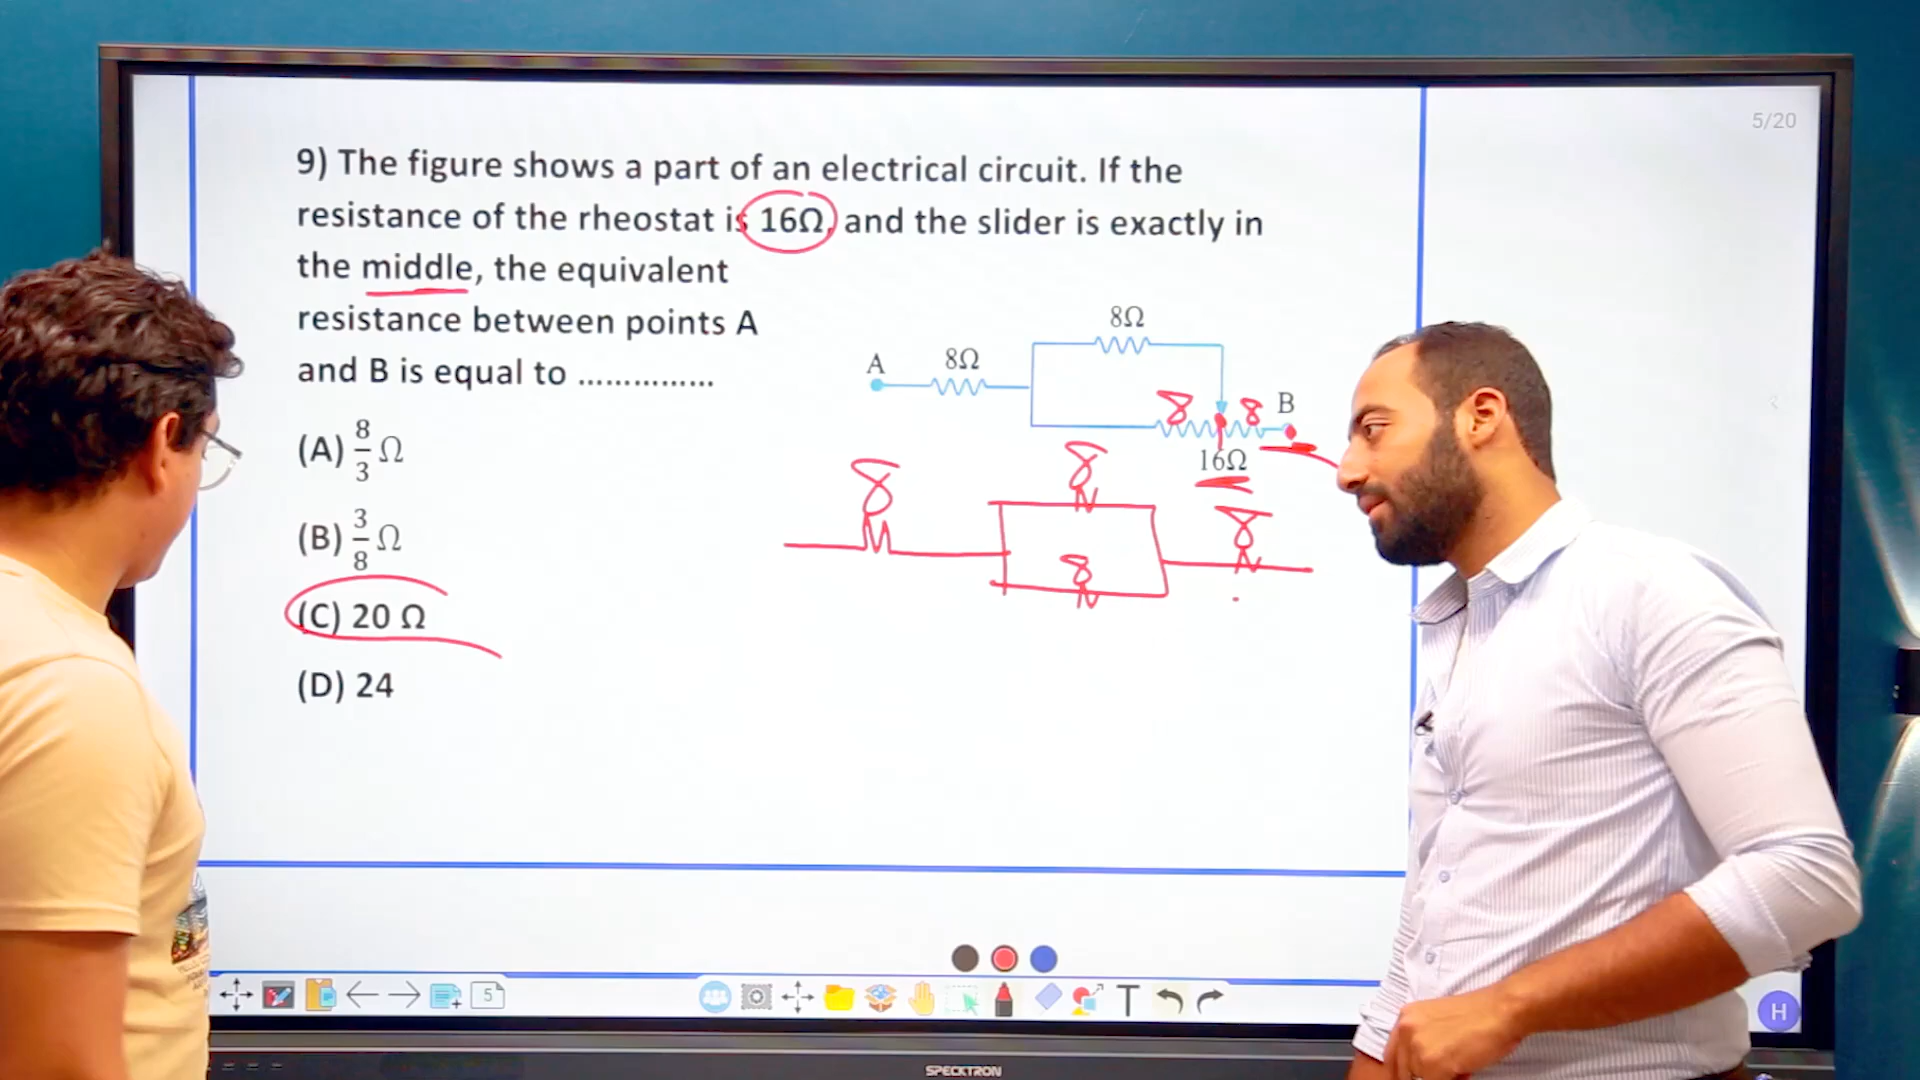 5/20
9) The figure shows a part of an electrical circuit. If the
resistance of the rheostat is 16Ω, and the slider is exactly in
the middle, the equivalent
resistance between points A
and B is equal to ...............
(A) 8/3 Ω
(B) 3/8 Ω
(C) 20 Ω
(D) 24
8Ω
A
8Ω
8
8
B
16Ω
8
8
8
8
5
T
H
SPECKTRON